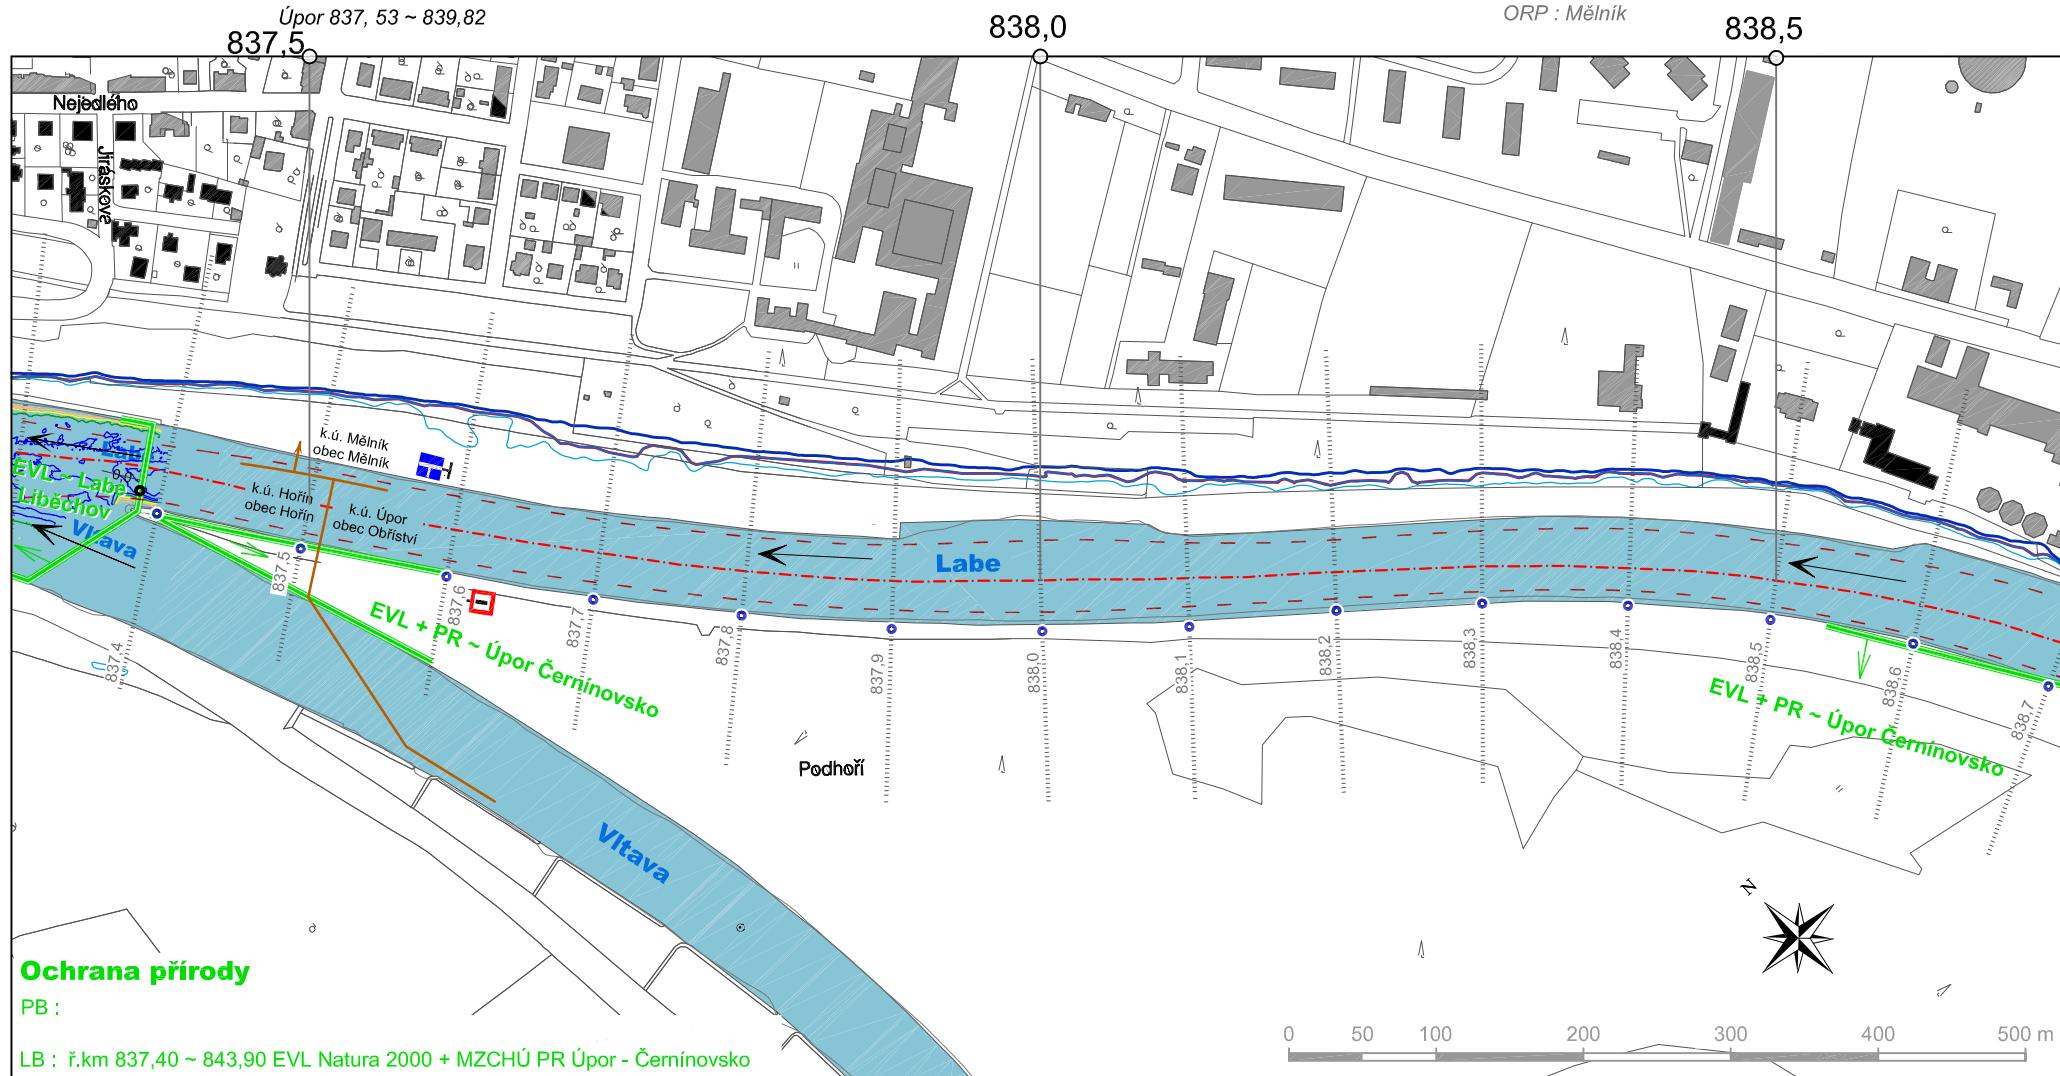 Úpor 837, 53 ~ 839,82
ORP : Mělník
837,5
838,0
838,5
Nejedlého
Jiráskova
k.ú. Mělník
obec Mělník
k.ú. Hořín
obec Hořín
k.ú. Úpor
obec Obříství
Labe
EVL ~ Labe
Liběchov
0,0
Vltava
Labe
837,4
837,5
837,6
837,7
837,8
837,9
838,0
838,1
838,2
838,3
838,4
838,5
838,6
838,7
EVL + PR ~ Úpor Černínovsko
EVL + PR ~ Úpor Černínovsko
Podhoří
Vltava
N
Ochrana přírody
PB :
LB : ř.km 837,40 ~ 843,90 EVL Natura 2000 + MZCHÚ PR Úpor - Černínovsko
0 50 100 200 300 400 500 m